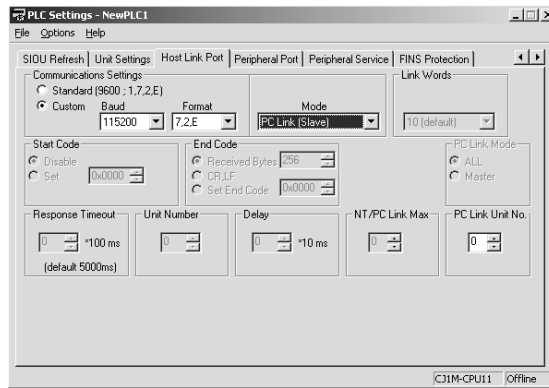 PLC Settings - NewPLC1
File Options Help
SIOU Refresh Unit Settings Host Link Port Peripheral Port Peripheral Service FINS Protection
Communications Settings
Standard (9600 ; 1,7,2,E)
Custom Baud Format Mode
115200 7,2,E PC Link (Slave)
Link Words
10 (default)
Start Code
Disable
Set 0x0000
End Code
Received Bytes 256
CR,LF
Set End Code 0x0000
PC Link Mode
ALL
Master
Response Timeout Unit Number Delay NT/PC Link Max PC Link Unit No.
0 *100 ms 0 0 *10 ms 0 0
(default 5000ms)
CJ1M-CPU11 Offline